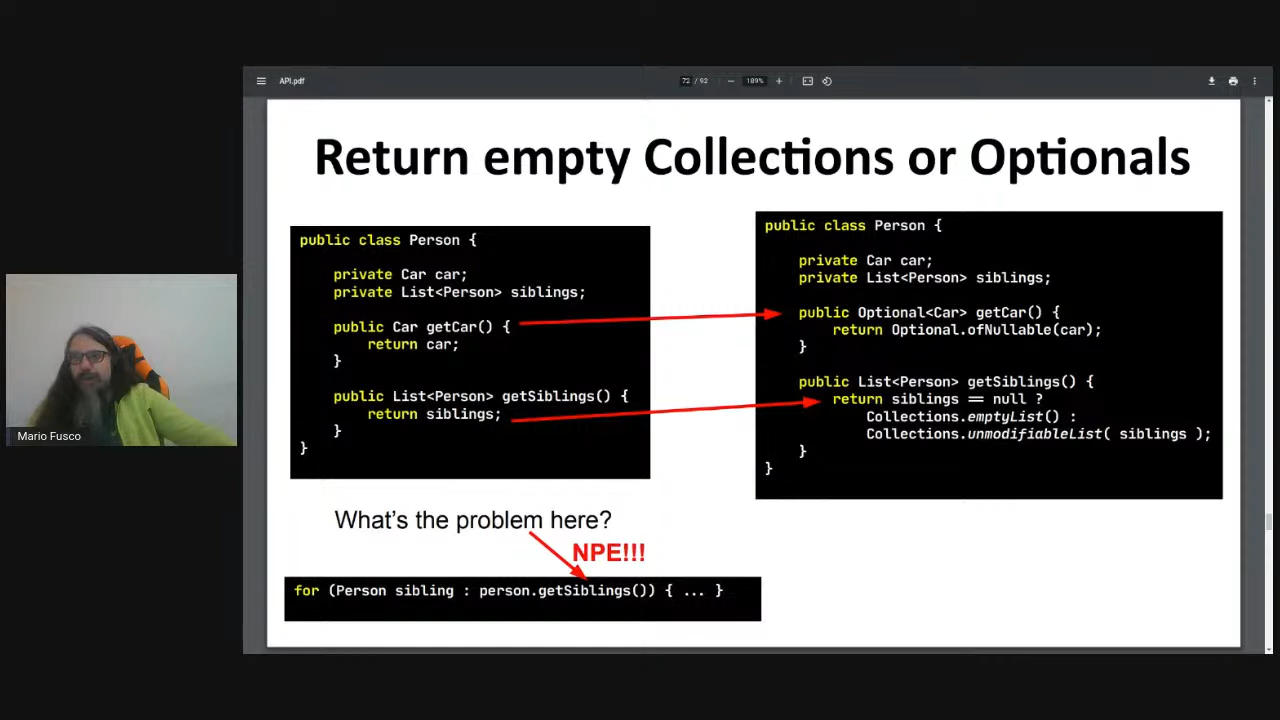 API.pdf
72 / 92
189%
Return empty Collections or Optionals
public class Person {
private Car car;
private List<Person> siblings;
public Car getCar() {
return car;
}
public List<Person> getSiblings() {
return siblings;
}
}
public class Person {
private Car car;
private List<Person> siblings;
public Optional<Car> getCar() {
return Optional.ofNullable(car);
}
public List<Person> getSiblings() {
return siblings == null ?
Collections.emptyList() :
Collections.unmodifiableList( siblings );
}
}
What's the problem here?
NPE!!!
for (Person sibling : person.getSiblings()) { ... }
Mario Fusco